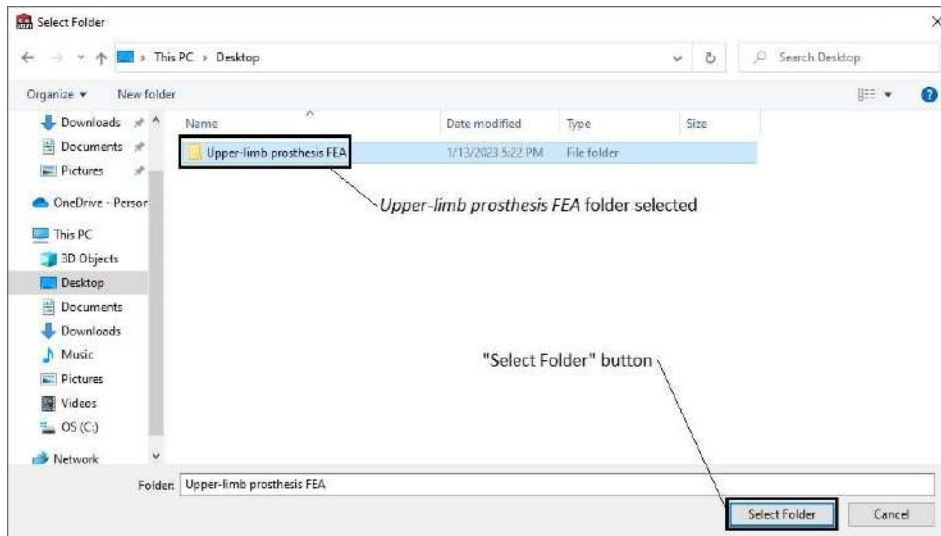 Select Folder
This PC › Desktop
Search Desktop
Organize
New folder
Name
Date modified
Type
Size
Downloads
Documents
Pictures
OneDrive - Person
This PC
3D Objects
Desktop
Documents
Downloads
Music
Pictures
Videos
OS (C:)
Network
Upper-limb prosthesis FEA
1/13/2023 5:22 PM
File folder
Upper-limb prosthesis FEA folder selected
"Select Folder" button
Folder: Upper-limb prosthesis FEA
Select Folder
Cancel